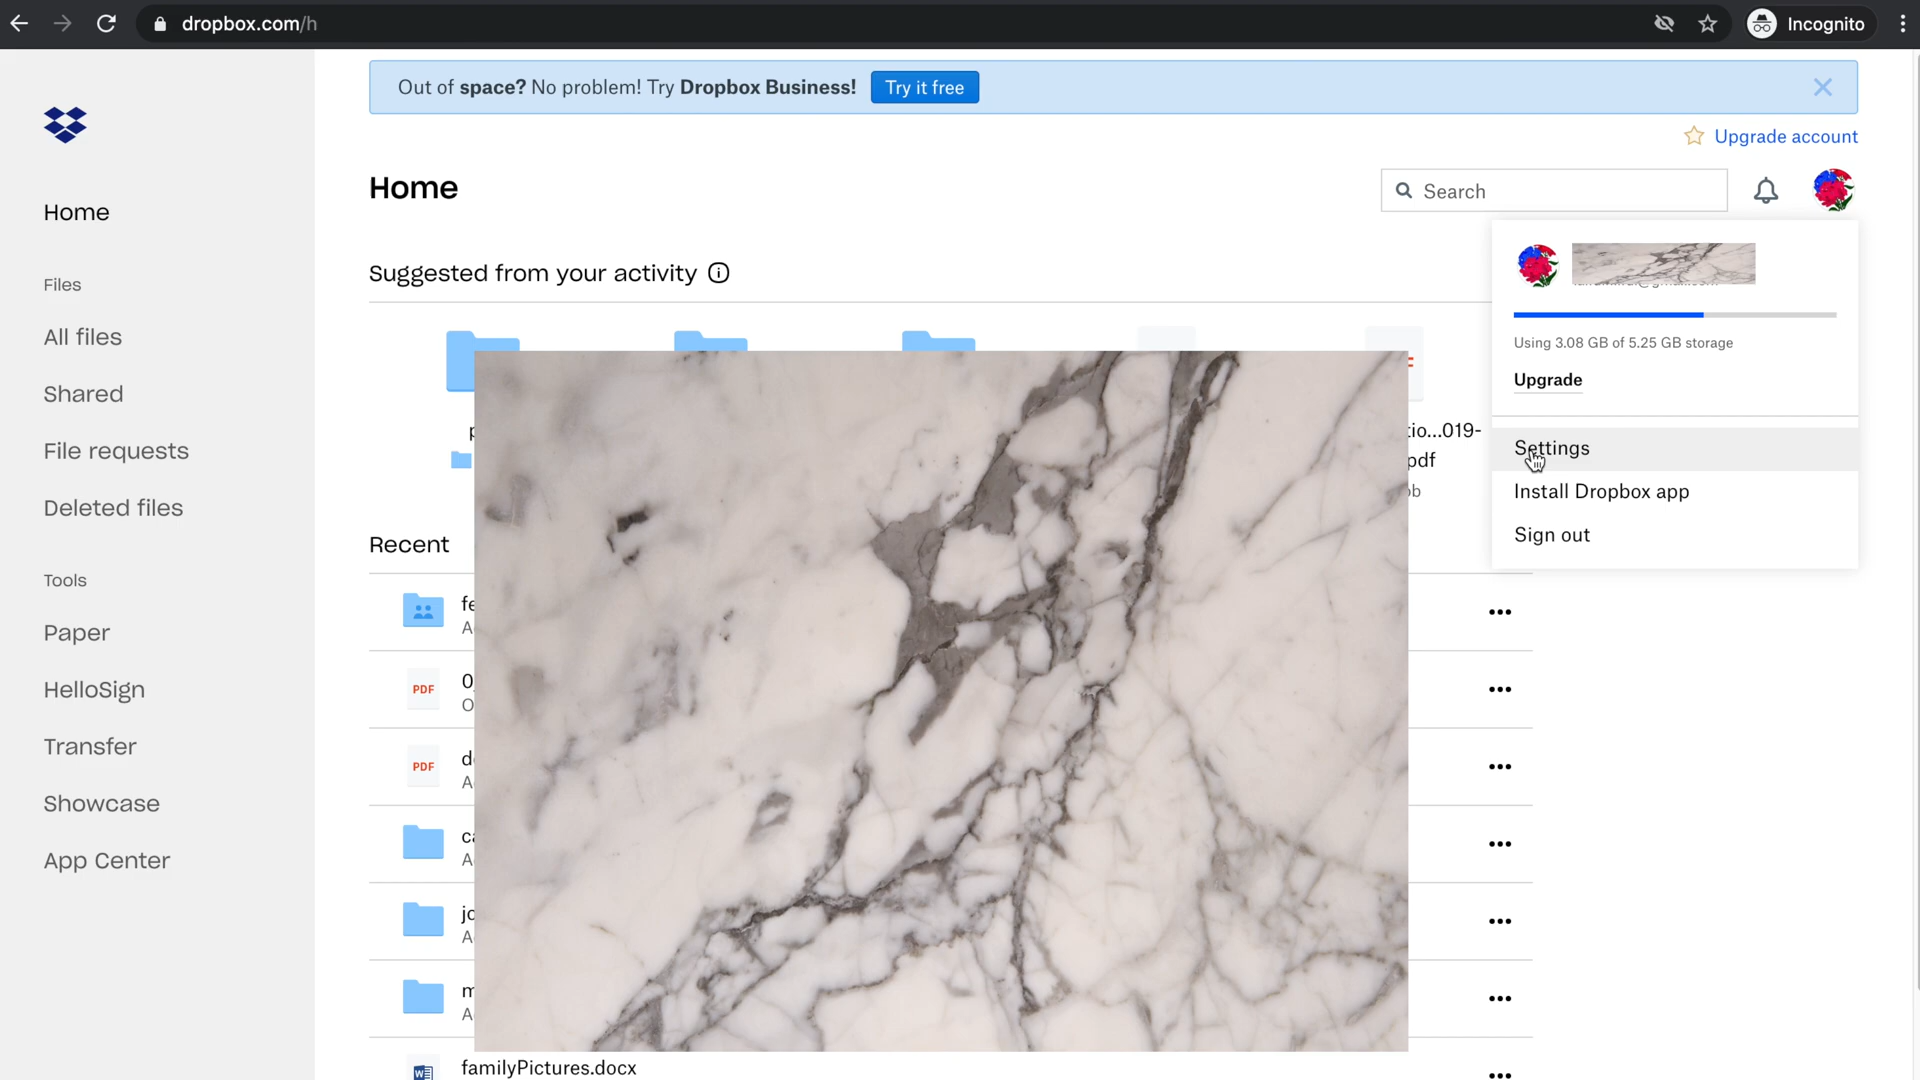 dropbox.com/h
Incognito
Out of space? No problem! Try Dropbox Business!
Try it free
Upgrade account
Home
Search
Home
Suggested from your activity
Using 3.08 GB of 5.25 GB storage
Upgrade
Settings
Install Dropbox app
Sign out
Files
All files
Shared
File requests
Deleted files
Tools
Paper
HelloSign
Transfer
Showcase
App Center
tio...019-
pdf
Recent
PDF
PDF
familyPictures.docx